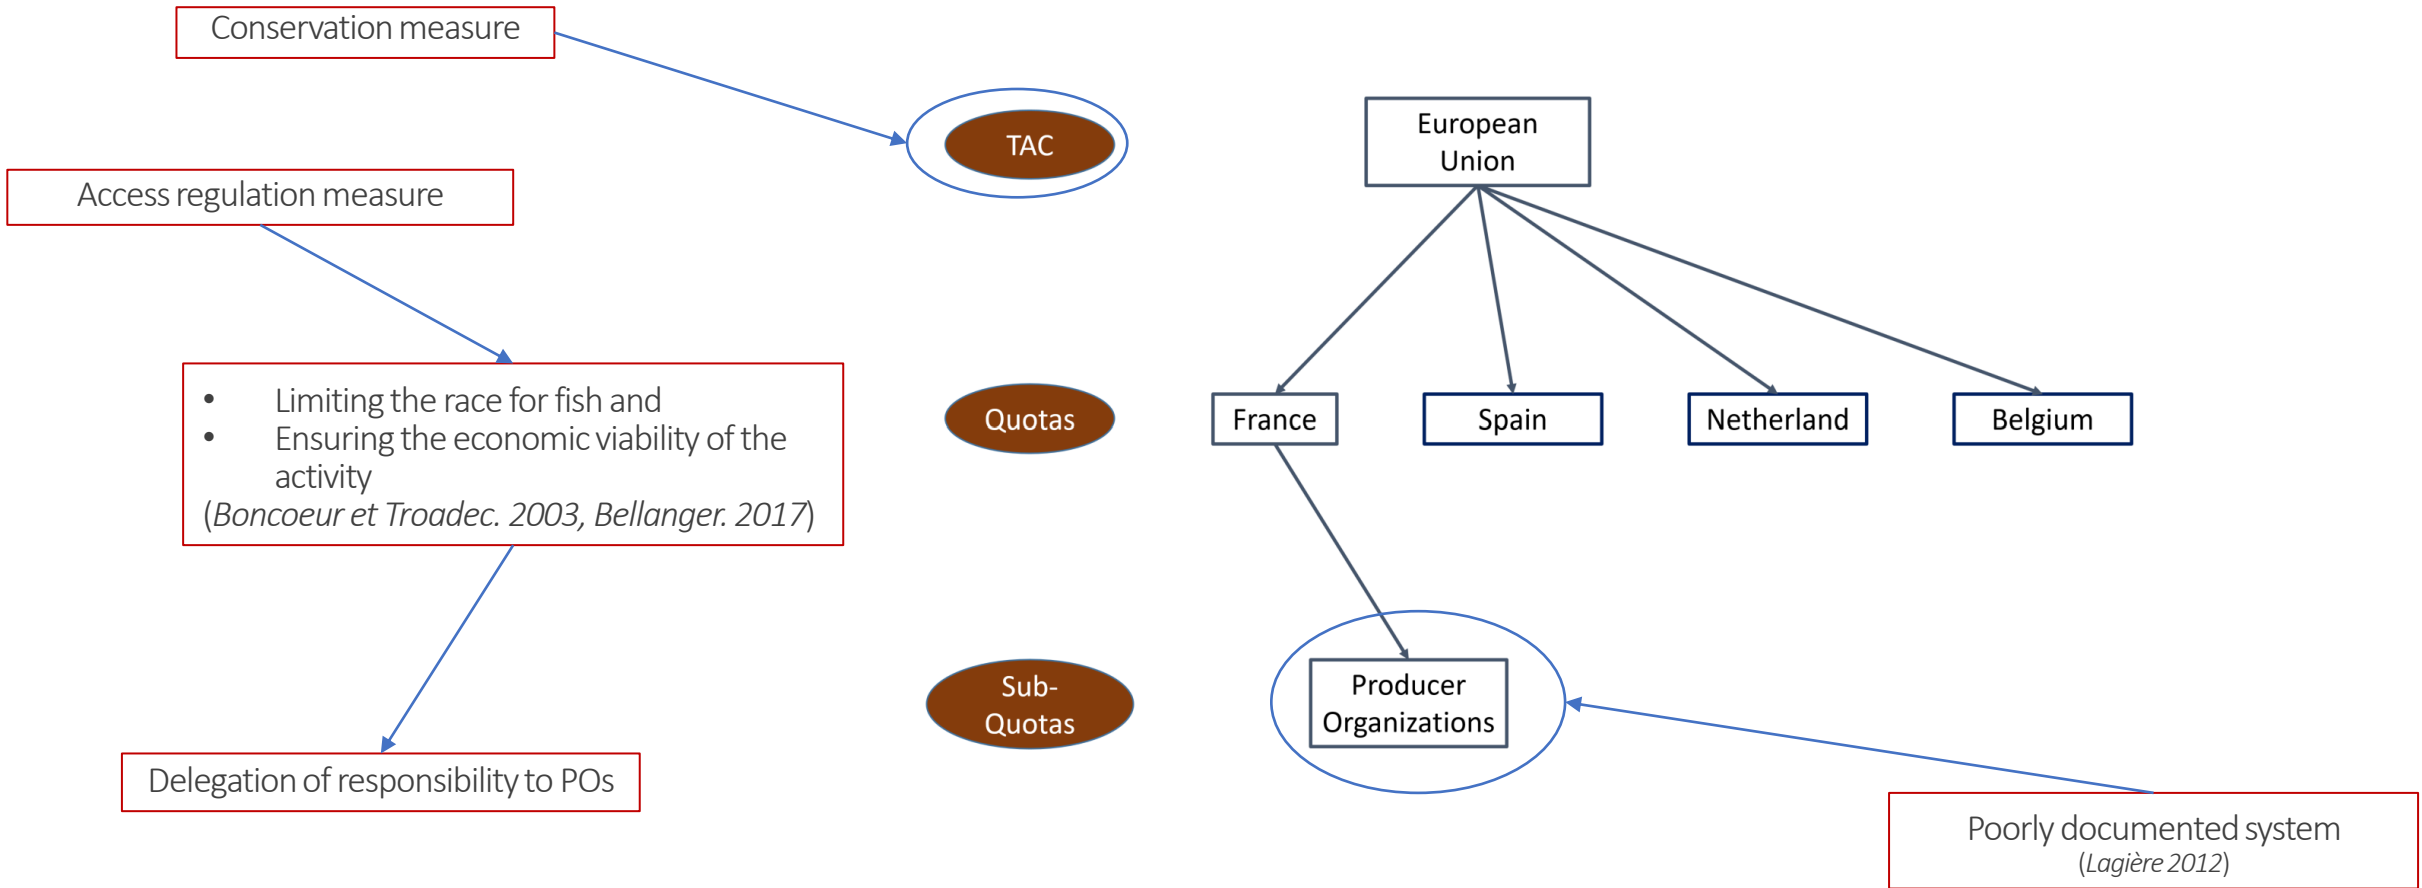 Conservation measure
TAC
European
Union
Access regulation measure
• Limiting the race for fish and
• Ensuring the economic viability of the
activity
(Boncoeur et Troadec. 2003, Bellanger. 2017)
Quotas
France
Spain
Netherland
Belgium
Sub-
Quotas
Producer
Organizations
Delegation of responsibility to POs
Poorly documented system
(Lagière 2012)